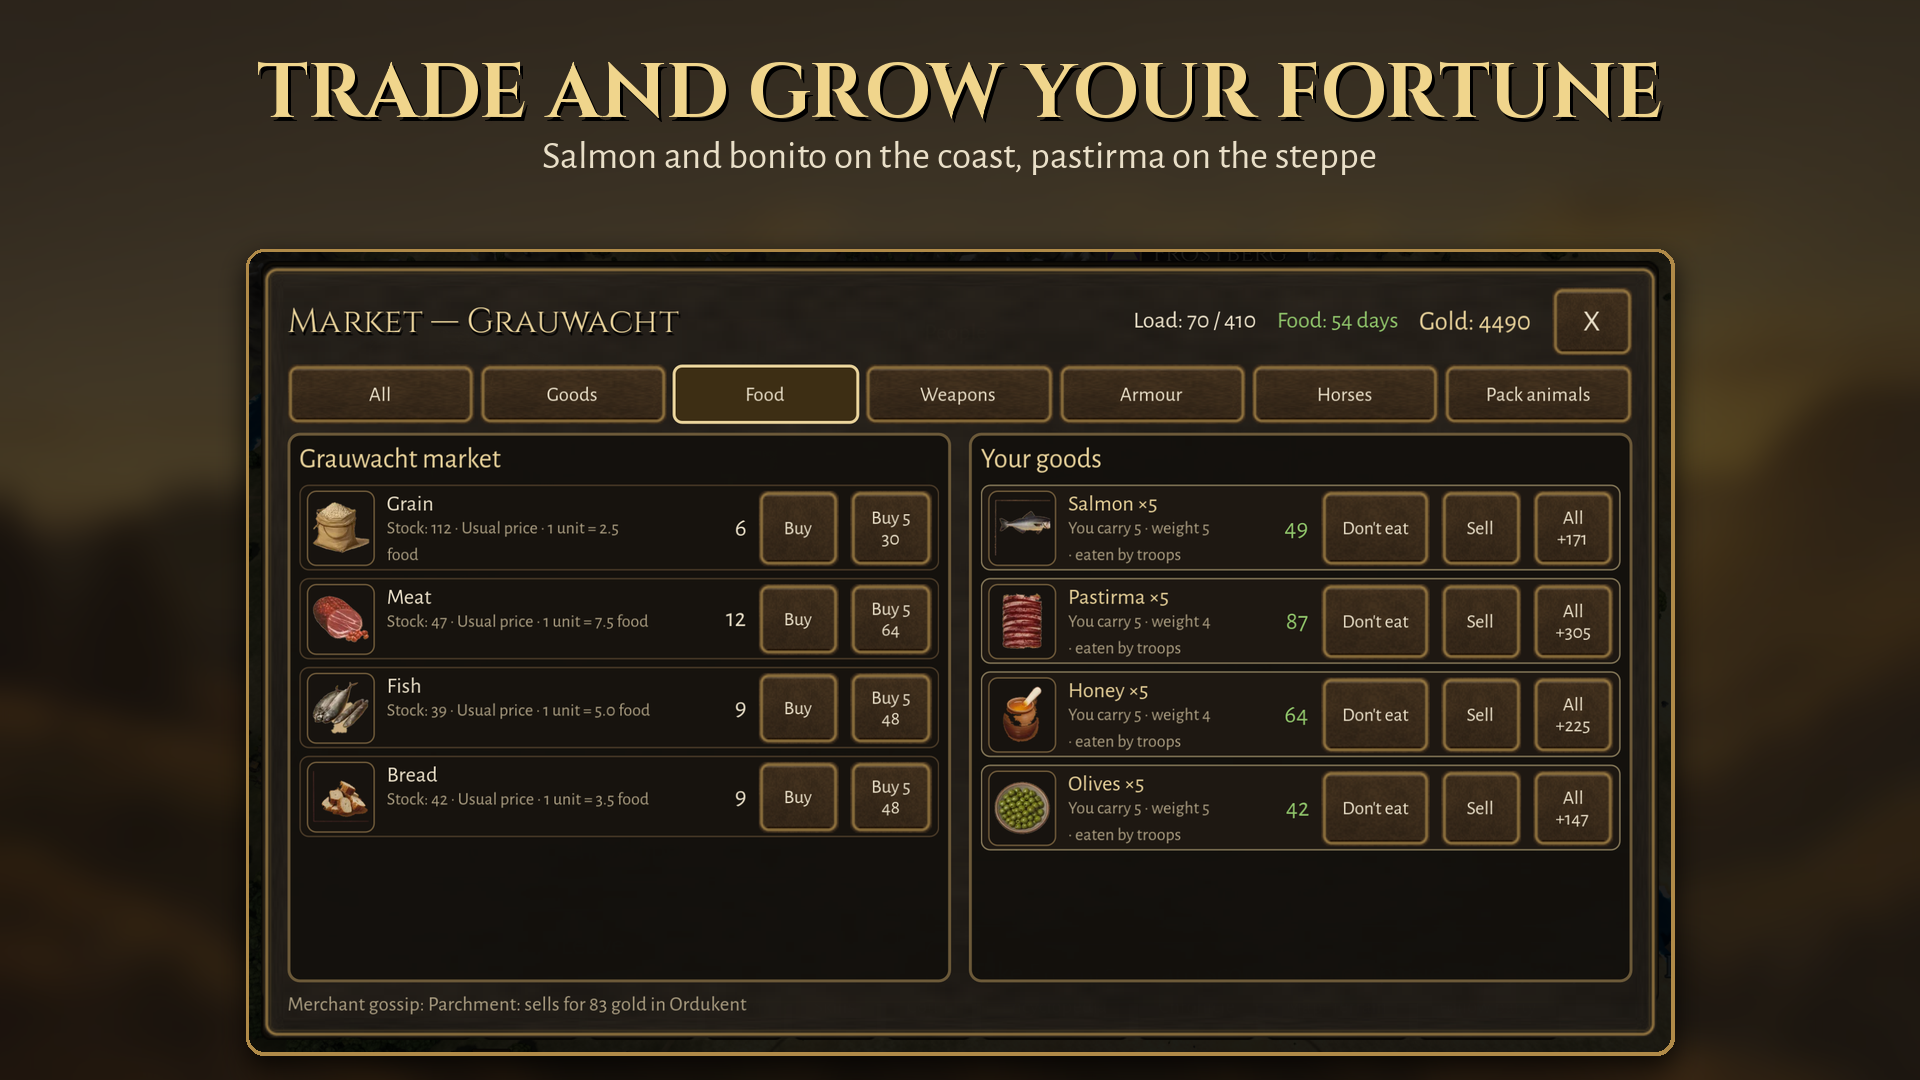 TRADE AND GROW YOUR FORTUNE
Salmon and bonito on the coast, pastirma on the steppe
FROSTBERG
Market — Grauwacht
Load: 70 / 410
Food: 54 days
Gold: 4490
X
All
Goods
Food
Weapons
Armour
Horses
Pack animals
Grauwacht market
Grain
Stock: 112 · Usual price · 1 unit = 2.5
food
6
Buy
Buy 5
30
Meat
Stock: 47 · Usual price · 1 unit = 7.5 food
12
Buy
Buy 5
64
Fish
Stock: 39 · Usual price · 1 unit = 5.0 food
9
Buy
Buy 5
48
Bread
Stock: 42 · Usual price · 1 unit = 3.5 food
9
Buy
Buy 5
48
Your goods
Salmon ×5
You carry 5 · weight 5
· eaten by troops
49
Don't eat
Sell
All
+171
Pastirma ×5
You carry 5 · weight 4
· eaten by troops
87
Don't eat
Sell
All
+305
Honey ×5
You carry 5 · weight 4
· eaten by troops
64
Don't eat
Sell
All
+225
Olives ×5
You carry 5 · weight 5
· eaten by troops
42
Don't eat
Sell
All
+147
Merchant gossip: Parchment: sells for 83 gold in Ordukent